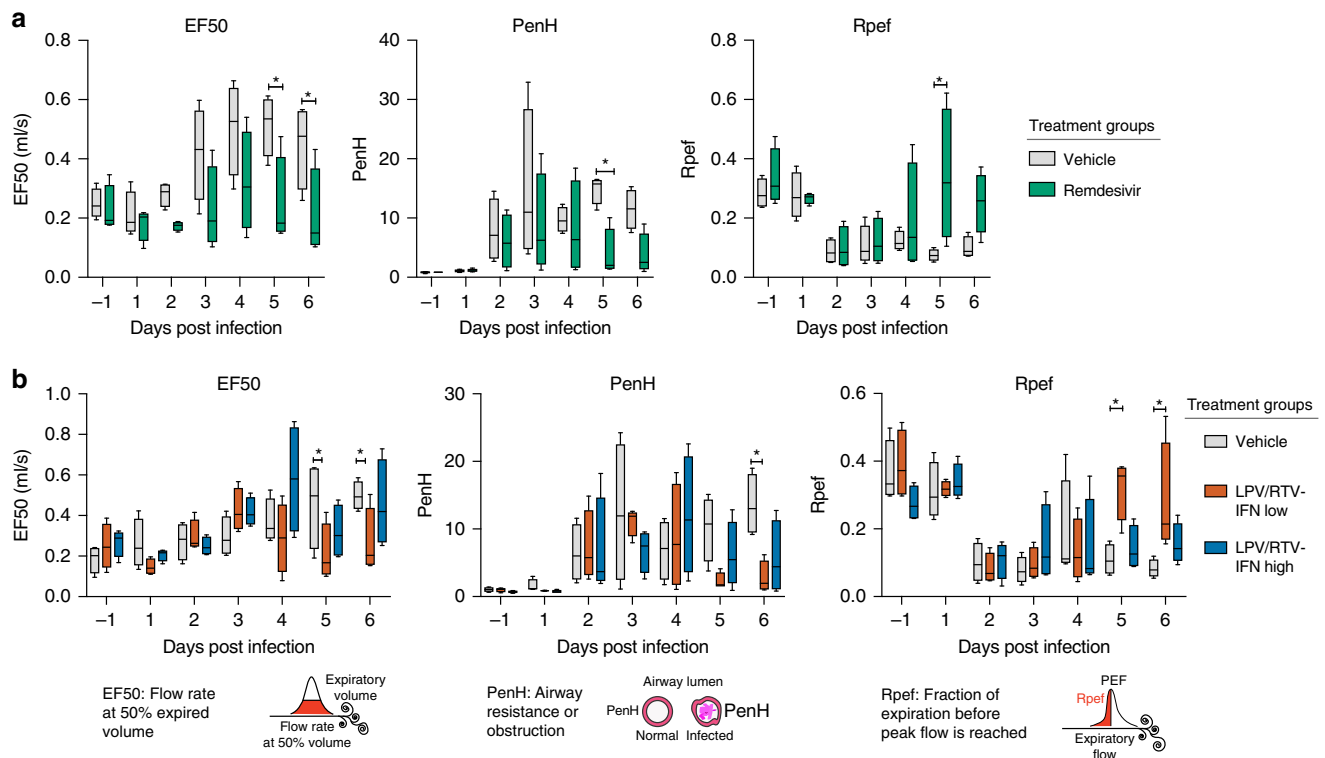 a
EF50
PenH
Rpef
0.8
0.6
0.4
0.2
0.0
EF50 (ml/s)
–1 1 2 3 4 5 6
Days post infection
* *
40
30
20
10
0
PenH
–1 1 2 3 4 5 6
Days post infection
*
0.8
0.6
0.4
0.2
0.0
Rpef
–1 1 2 3 4 5 6
Days post infection
*
Treatment groups
Vehicle
Remdesivir
b
EF50
PenH
Rpef
1.0
0.8
0.6
0.4
0.2
0.0
EF50 (ml/s)
–1 1 2 3 4 5 6
Days post infection
* *
30
20
10
0
PenH
–1 1 2 3 4 5 6
Days post infection
*
0.6
0.4
0.2
0.0
Rpef
–1 1 2 3 4 5 6
Days post infection
* *
Treatment groups
Vehicle
LPV/RTV-
IFN low
LPV/RTV-
IFN high
EF50: Flow rate
at 50% expired
volume
Expiratory
volume
Flow rate
at 50% volume
PenH: Airway
resistance or
obstruction
Airway lumen
PenH
PenH
Normal Infected
Rpef: Fraction of
expiration before
peak flow is reached
PEF
Rpef
Expiratory
flow